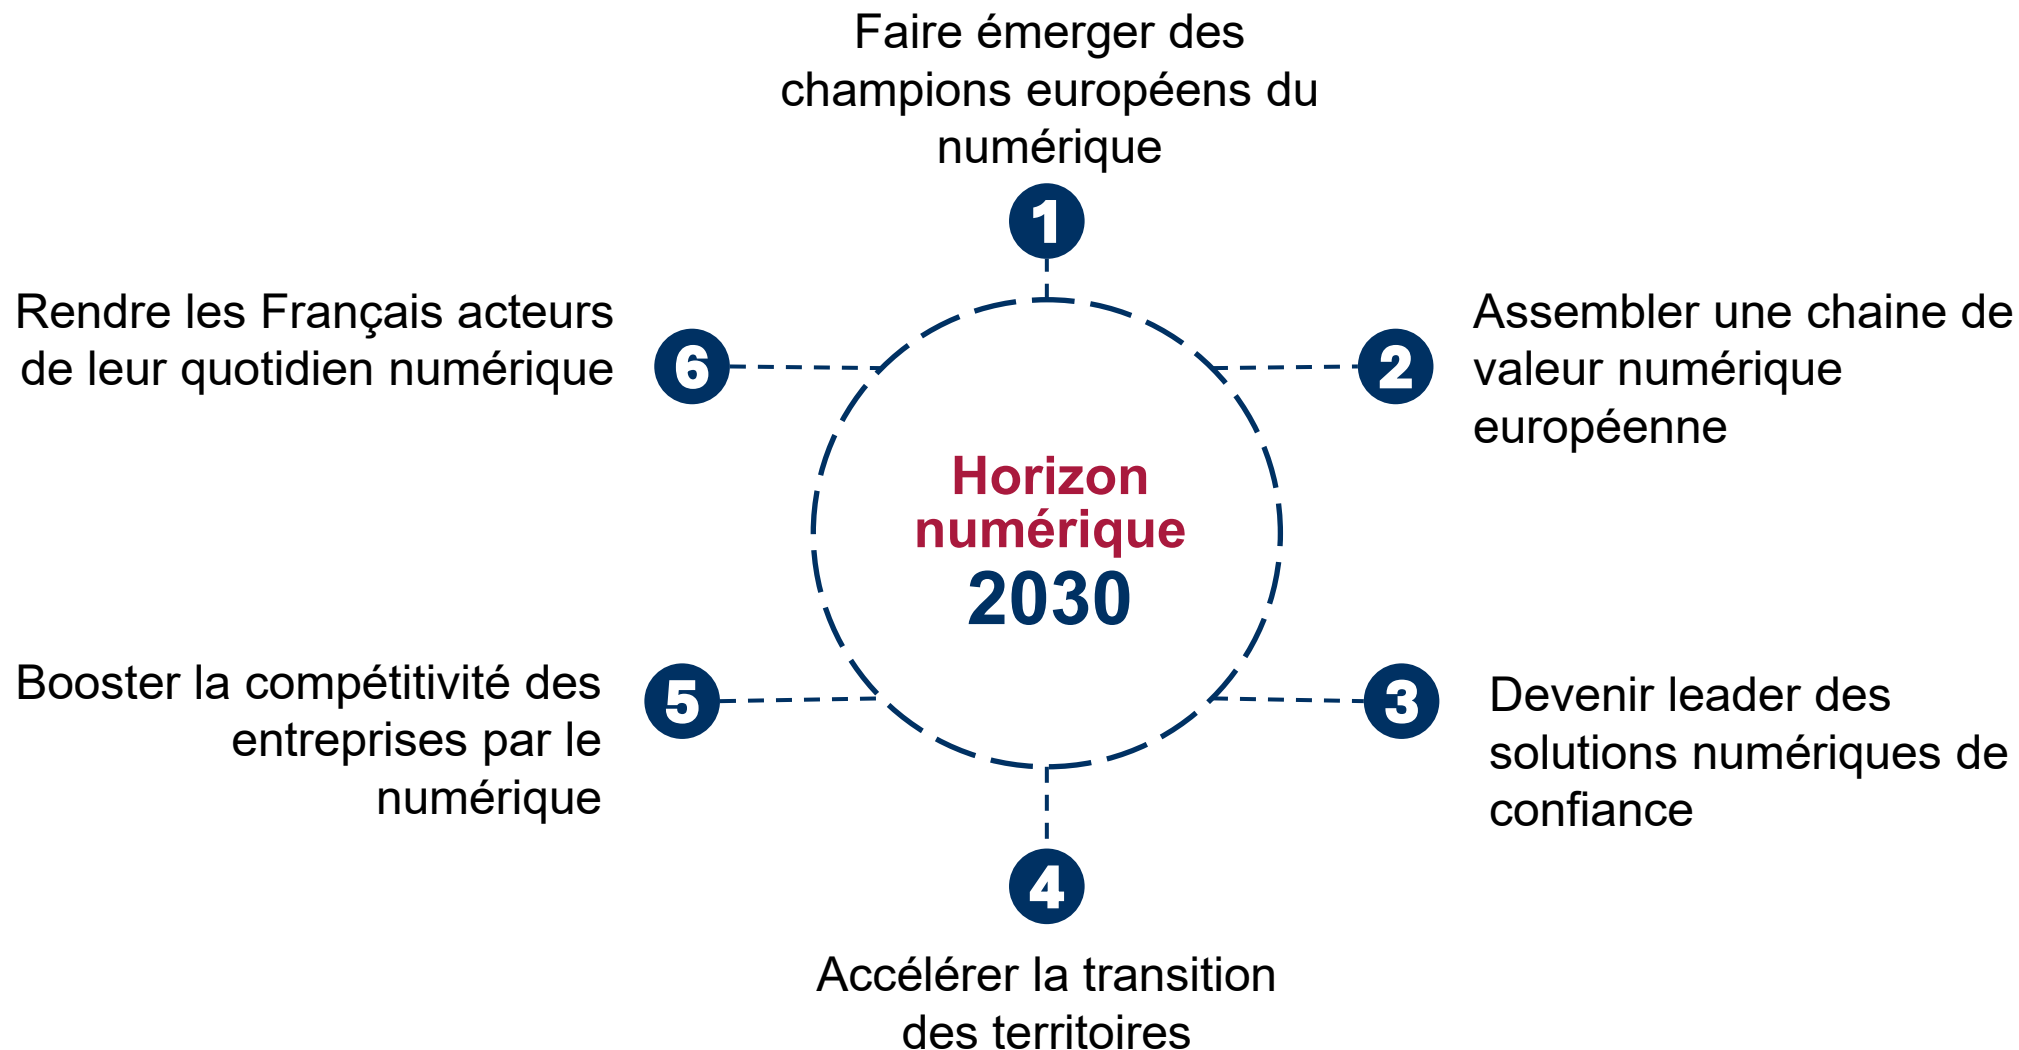 Faire émerger des
champions européens du
numérique
1
Assembler une chaine de
valeur numérique
européenne
2
Devenir leader des
solutions numériques de
confiance
3
4
Accélérer la transition
des territoires
Booster la compétitivité des
entreprises par le
numérique
5
Rendre les Français acteurs
de leur quotidien numérique
6
Horizon
numérique
2030